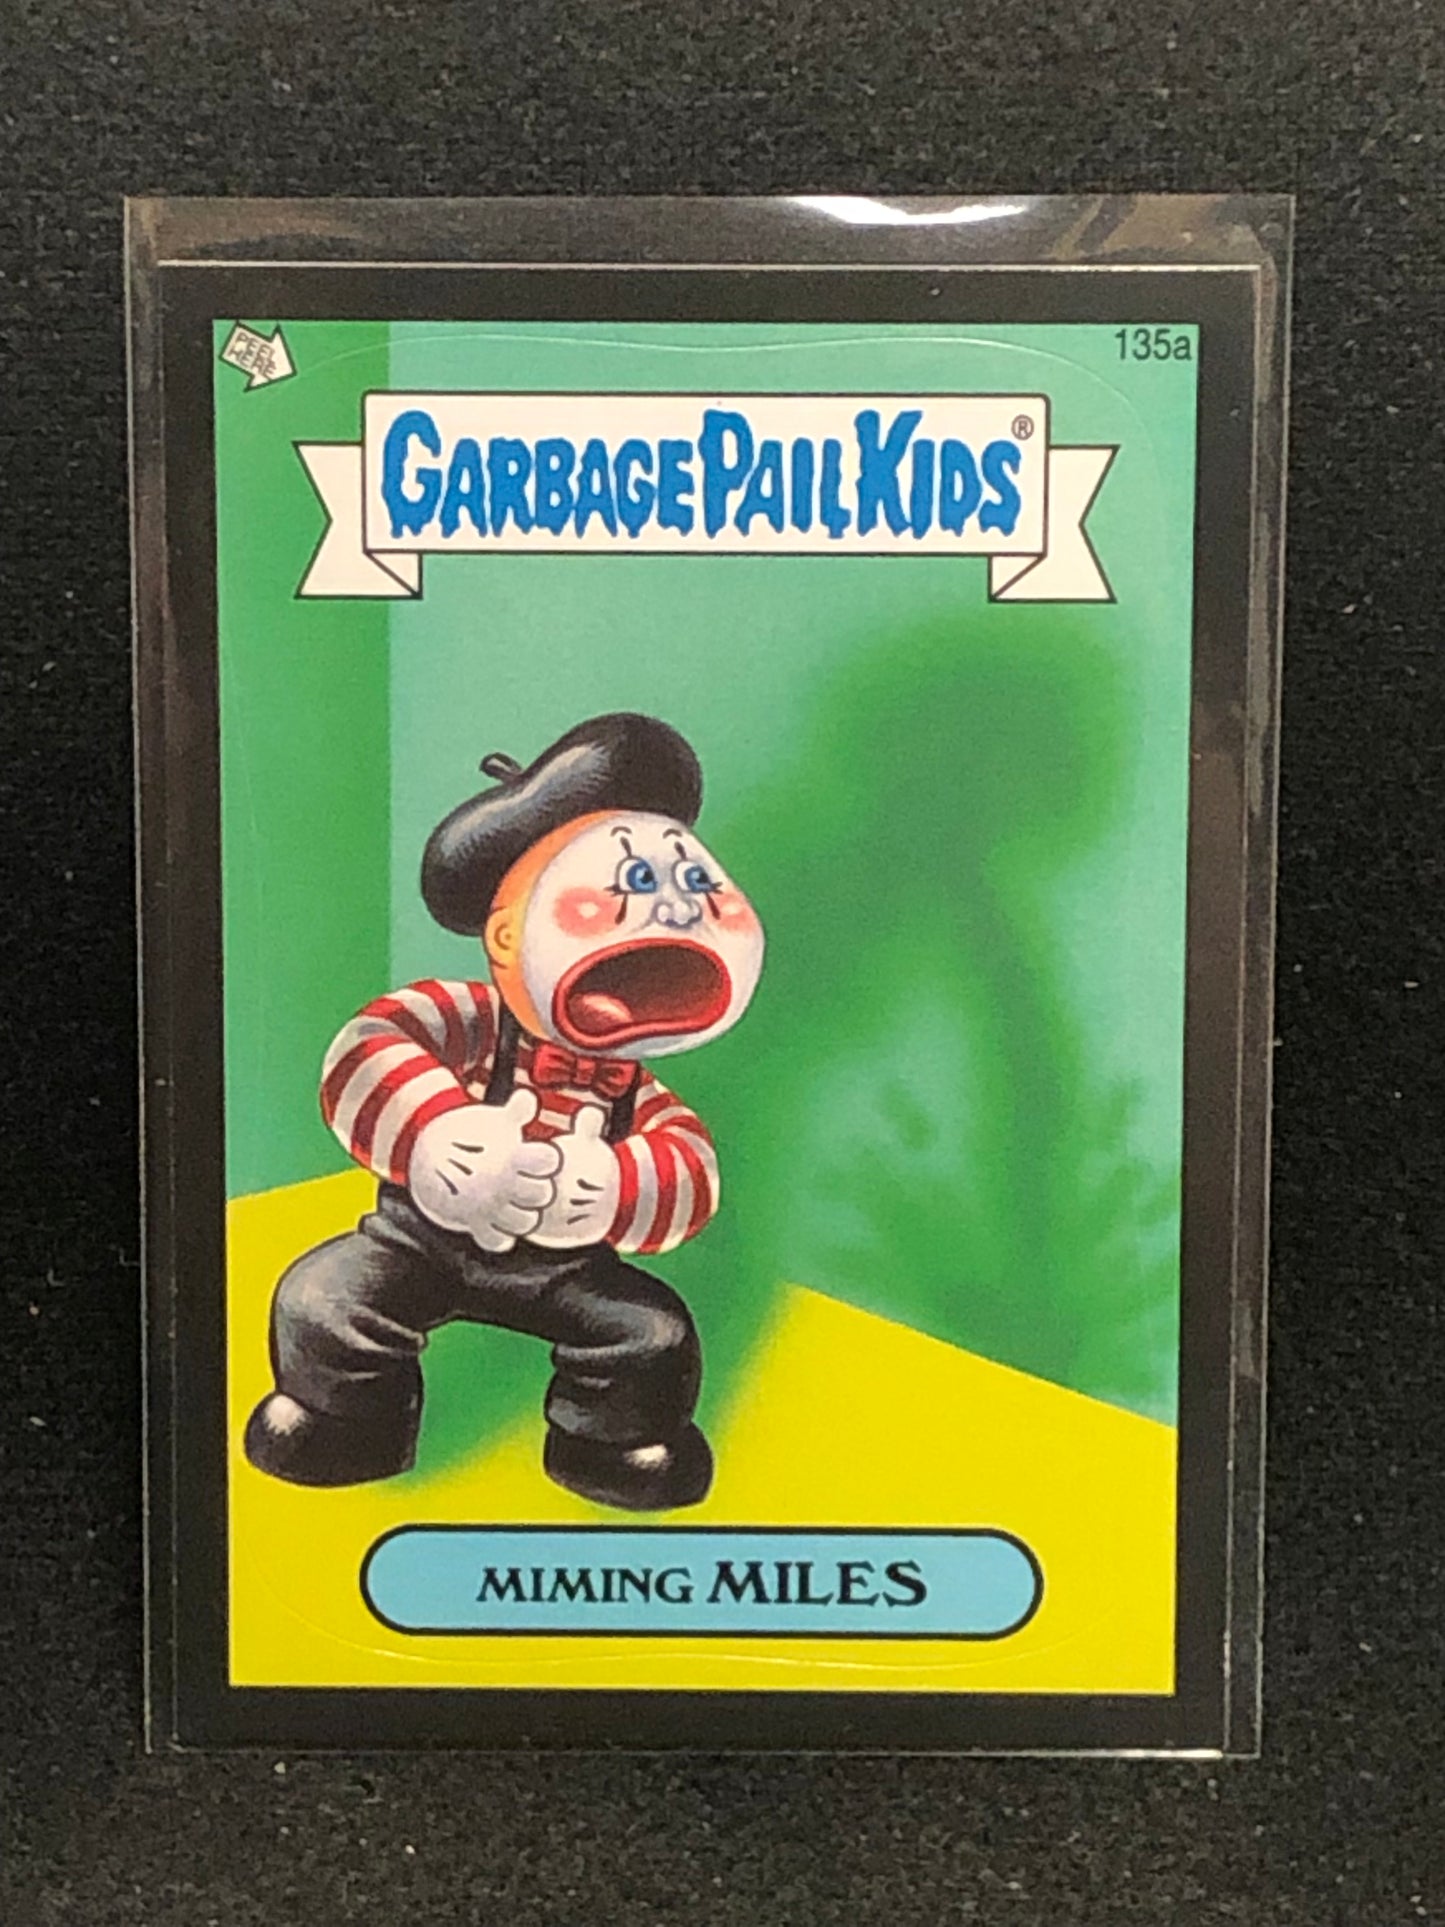 PEEL
HERE
135a
GARBAGE PAIL KIDS®
MIMING MILES